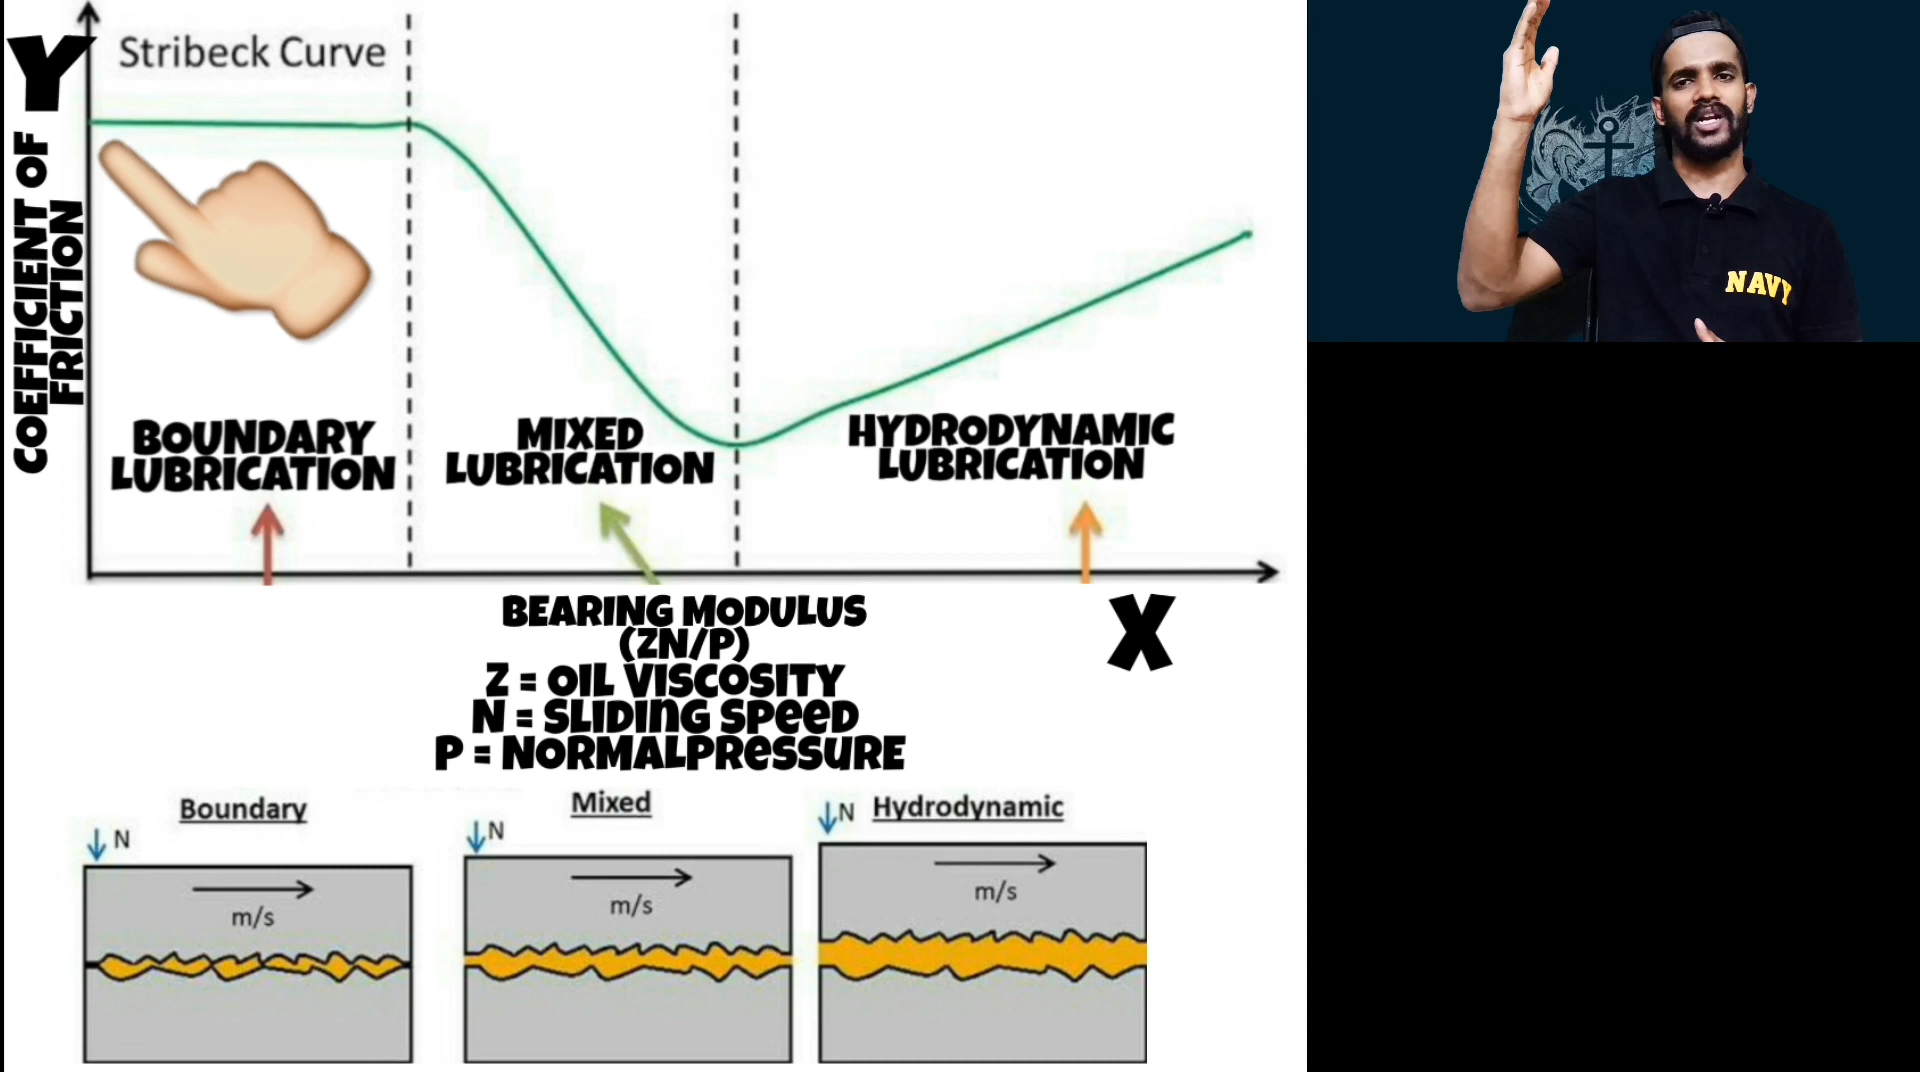 Y
Stribeck Curve
COEFFICIENT OF
FRICTION
BOUNDARY
LUBRICATION
MIXED
LUBRICATION
HYDRODYNAMIC
LUBRICATION
BEARING MODULUS
(ZN/P)
X
Z = OIL VISCOSITY
N = SLIDING SPEED
P = NORMALPRESSURE
Boundary
N
m/s
Mixed
N
m/s
Hydrodynamic
N
m/s
NAVY